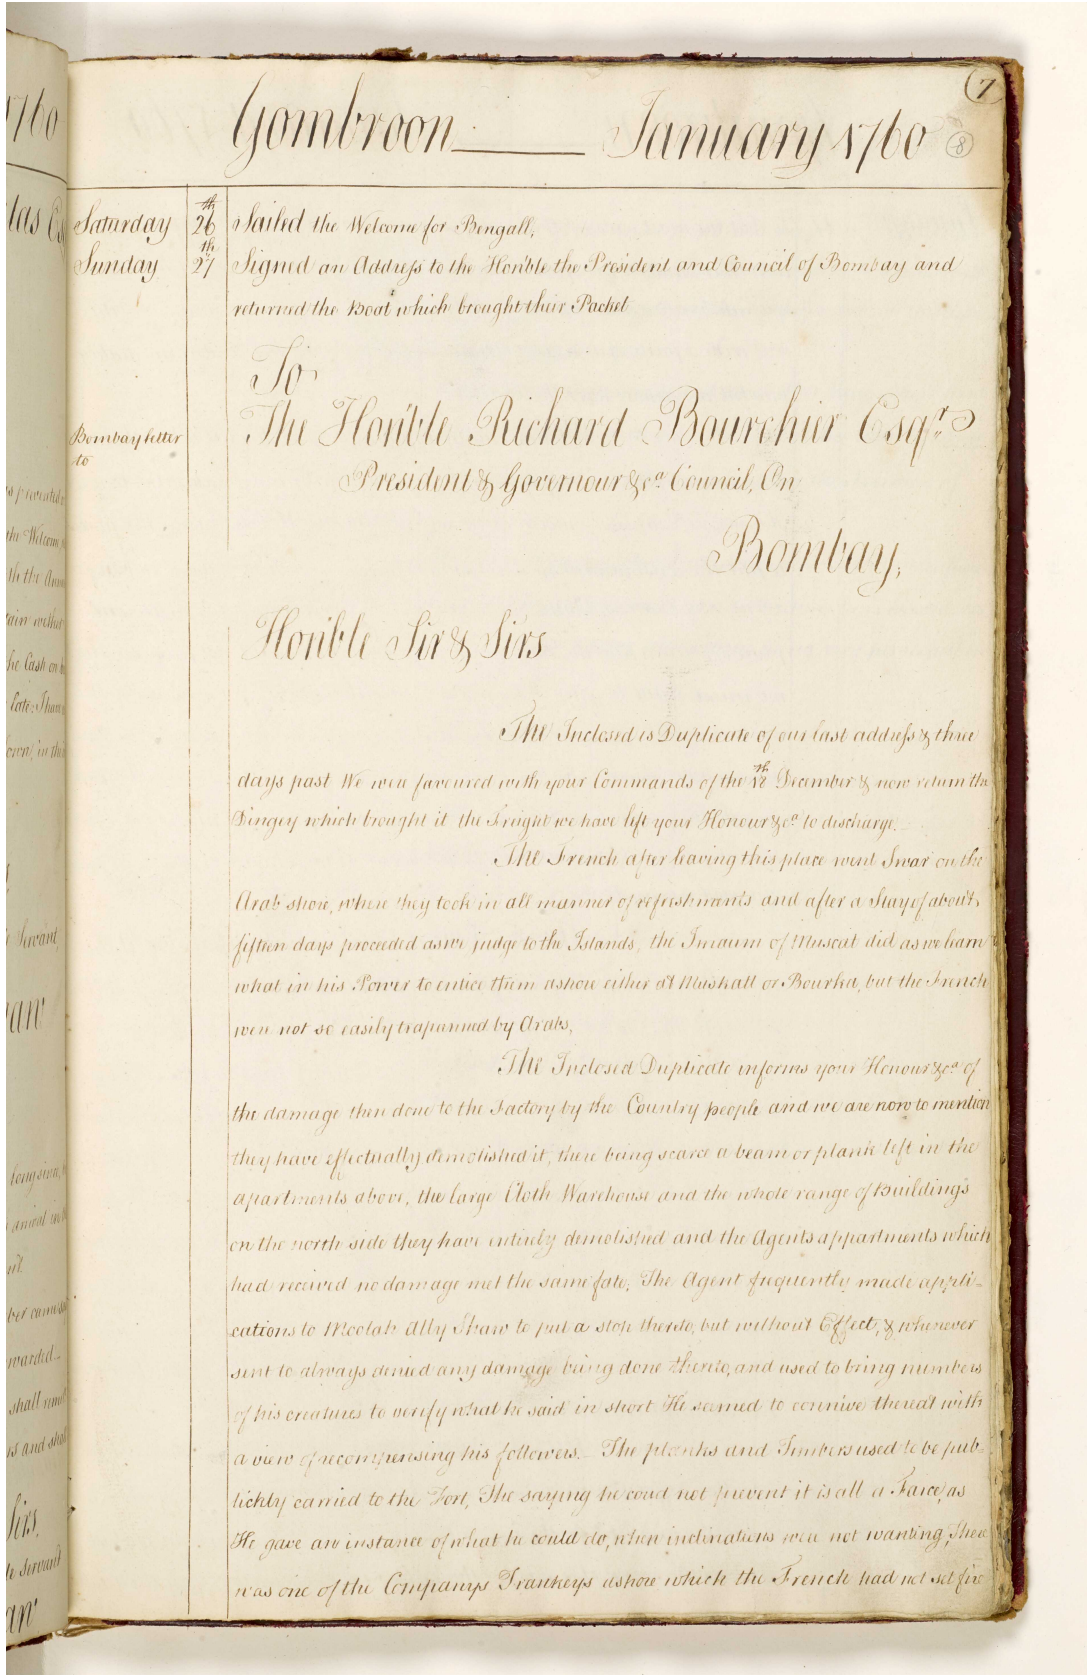 7
Gombroon January 1760
8
Saturday 26th Sailed the Welcome for Bengall,
Sunday 27th Signed an Address to the Hon'ble the President and Council of Bombay and
returned the Boat which brought their Packet
To
Bombay letter
to
The Hon'ble Richard Bourchier Esqr.
President & Governour &ca. Council, On
Bombay,
Hon'ble Sir & Sirs
The Inclosed is Duplicate of our last address & three
days past We were favoured with your Commands of the 12th December & now return the
Dingey which brought it the Freight we have left your Honour &ca. to discharge.
The French after leaving this place went Swar on the
Arab shore, where they took in all manner of refreshments and after a Stay of about
fifteen days proceeded as we judge to the Islands, the Imaum of Muscat did as we learn
what in his Power to entice them ashore either at Muskatt or Bourka, but the French
were not so easily trapanned by Arabs,
The Inclosed Duplicate informs your Honour &ca. of
the damage then done to the Factory by the Country people and we are now to mention
they have effectually demolished it, there being scarce a beam or plank left in the
apartments above, the large Cloth Warehouse and the whole range of Buildings
on the north side they have entirely demolished and the Agents appartments which
had received no damage met the same fate, The Agent frequently made appli=
cations to Moolah Ally Shaw to put a stop thereto, but without Effect, & whenever
sent to always denied any damage being done thereto, and used to bring numbers
of his creatures to verify what he said in short He seemed to connive thereat with
a view of recompensing his followers. The planks and Timbers used to be pub=
lickly carried to the Fort, The saying he coud not prevent it is all a Farce, as
He gave an instance of what he could do, when inclinations were not wanting, There
was one of the Companys Trankeys ashore which the French had not set fire